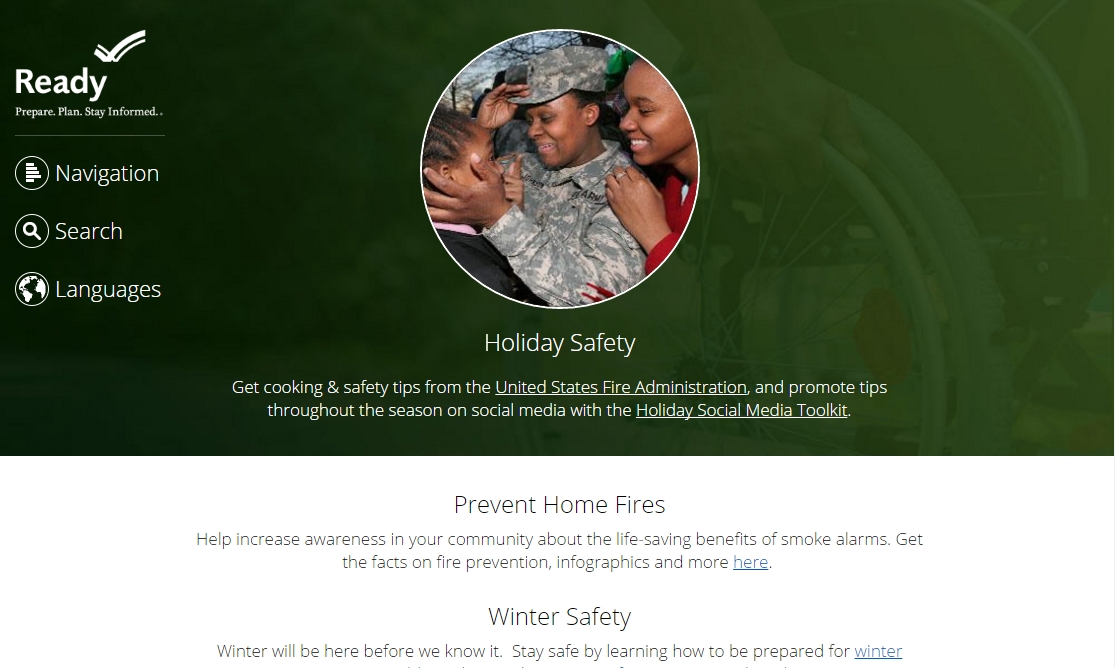 Ready
Prepare. Plan. Stay Informed.
Navigation
Search
Languages
ARMY
Holiday Safety
Get cooking & safety tips from the United States Fire Administration, and promote tips
throughout the season on social media with the Holiday Social Media Toolkit.
Prevent Home Fires
Help increase awareness in your community about the life-saving benefits of smoke alarms. Get
the facts on fire prevention, infographics and more here.
Winter Safety
Winter will be here before we know it.  Stay safe by learning how to be prepared for winter